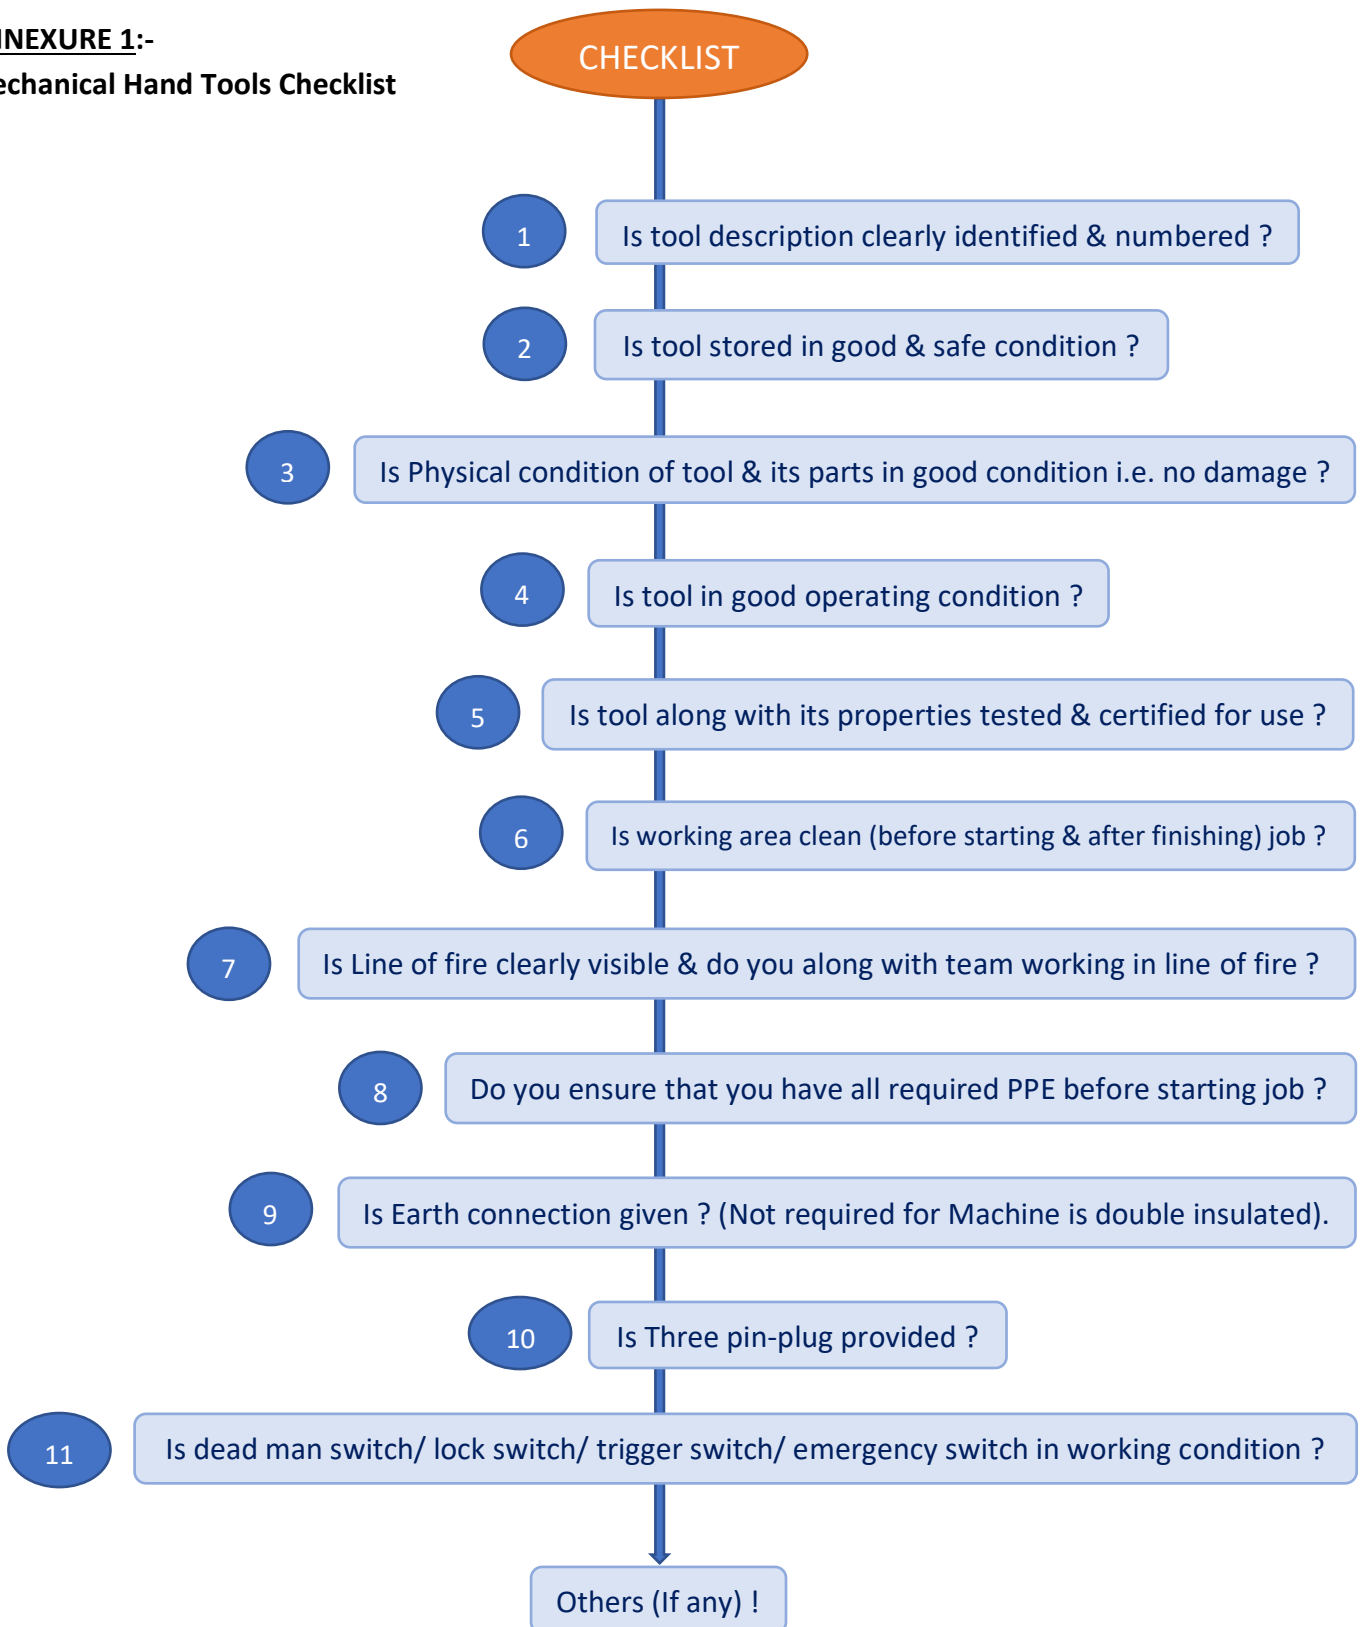 NNEXURE 1:-
echanical Hand Tools Checklist
CHECKLIST
1
Is tool description clearly identified & numbered ?
2
Is tool stored in good & safe condition ?
3
Is Physical condition of tool & its parts in good condition i.e. no damage ?
4
Is tool in good operating condition ?
5
Is tool along with its properties tested & certified for use ?
6
Is working area clean (before starting & after finishing) job ?
7
Is Line of fire clearly visible & do you along with team working in line of fire ?
8
Do you ensure that you have all required PPE before starting job ?
9
Is Earth connection given ? (Not required for Machine is double insulated).
10
Is Three pin-plug provided ?
11
Is dead man switch/ lock switch/ trigger switch/ emergency switch in working condition ?
Others (If any) !